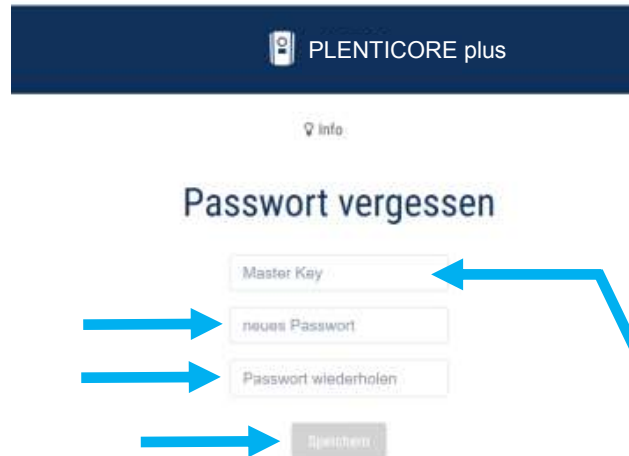 PLENTICORE plus
Info
Passwort vergessen
Master Key
neues Passwort
Passwort wiederholen
Speichern